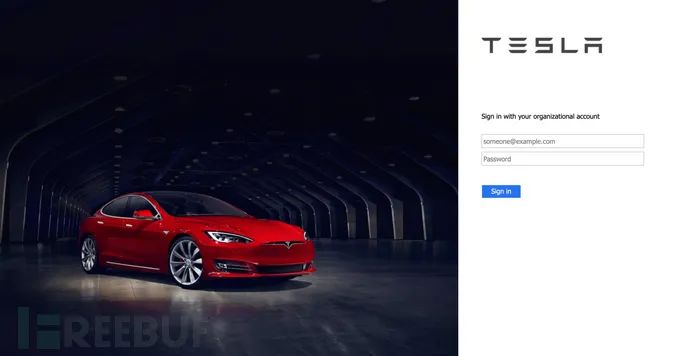 TESLA
Sign in with your organizational account
someone@example.com
Password
Sign in
FREEBUF